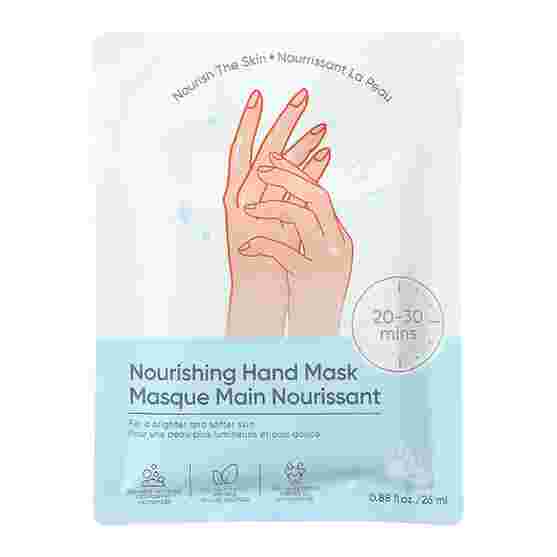 Nourish The Skin • Nourrissant La Peau
20-30
mins
Nourishing Hand Mask
Masque Main Nourissant
For a brighter and softer skin
Pour une peau plus lumineuse et plus douce
0.88 fl oz. / 26 ml